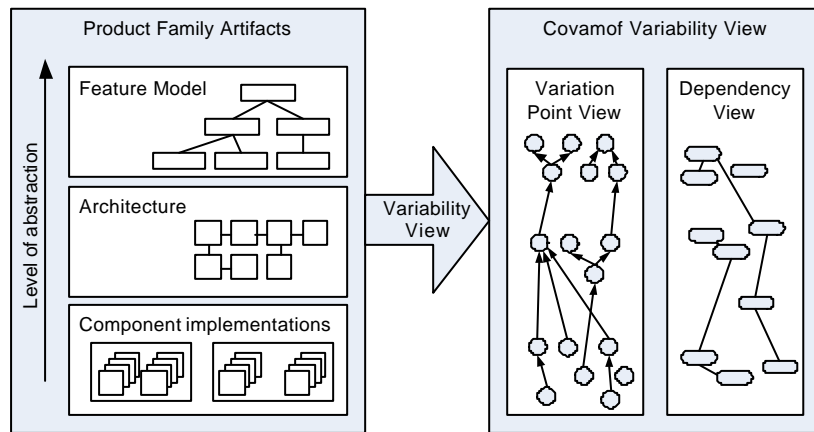 Product Family Artifacts
Level of abstraction
Feature Model
Architecture
Component implementations
Variability
View
Covamof Variability View
Variation
Point View
Dependency
View